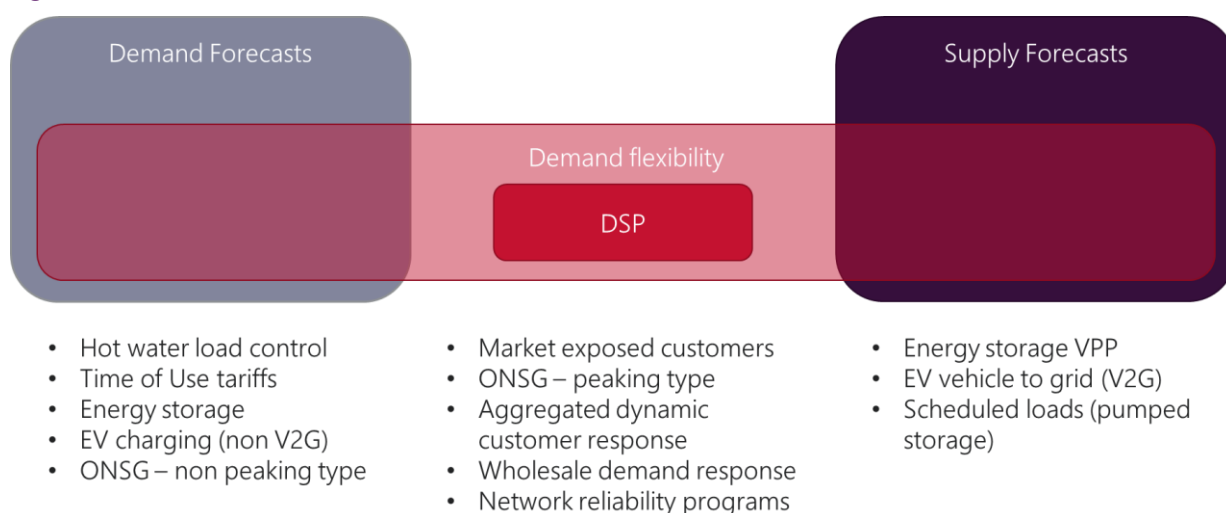 Demand Forecasts
Supply Forecasts
Demand flexibility
DSP
• Hot water load control
• Time of Use tariffs
• Energy storage
• EV charging (non V2G)
• ONSG – non peaking type
• Market exposed customers
• ONSG – peaking type
• Aggregated dynamic
customer response
• Wholesale demand response
• Network reliability programs
• Energy storage VPP
• EV vehicle to grid (V2G)
• Scheduled loads (pumped
storage)